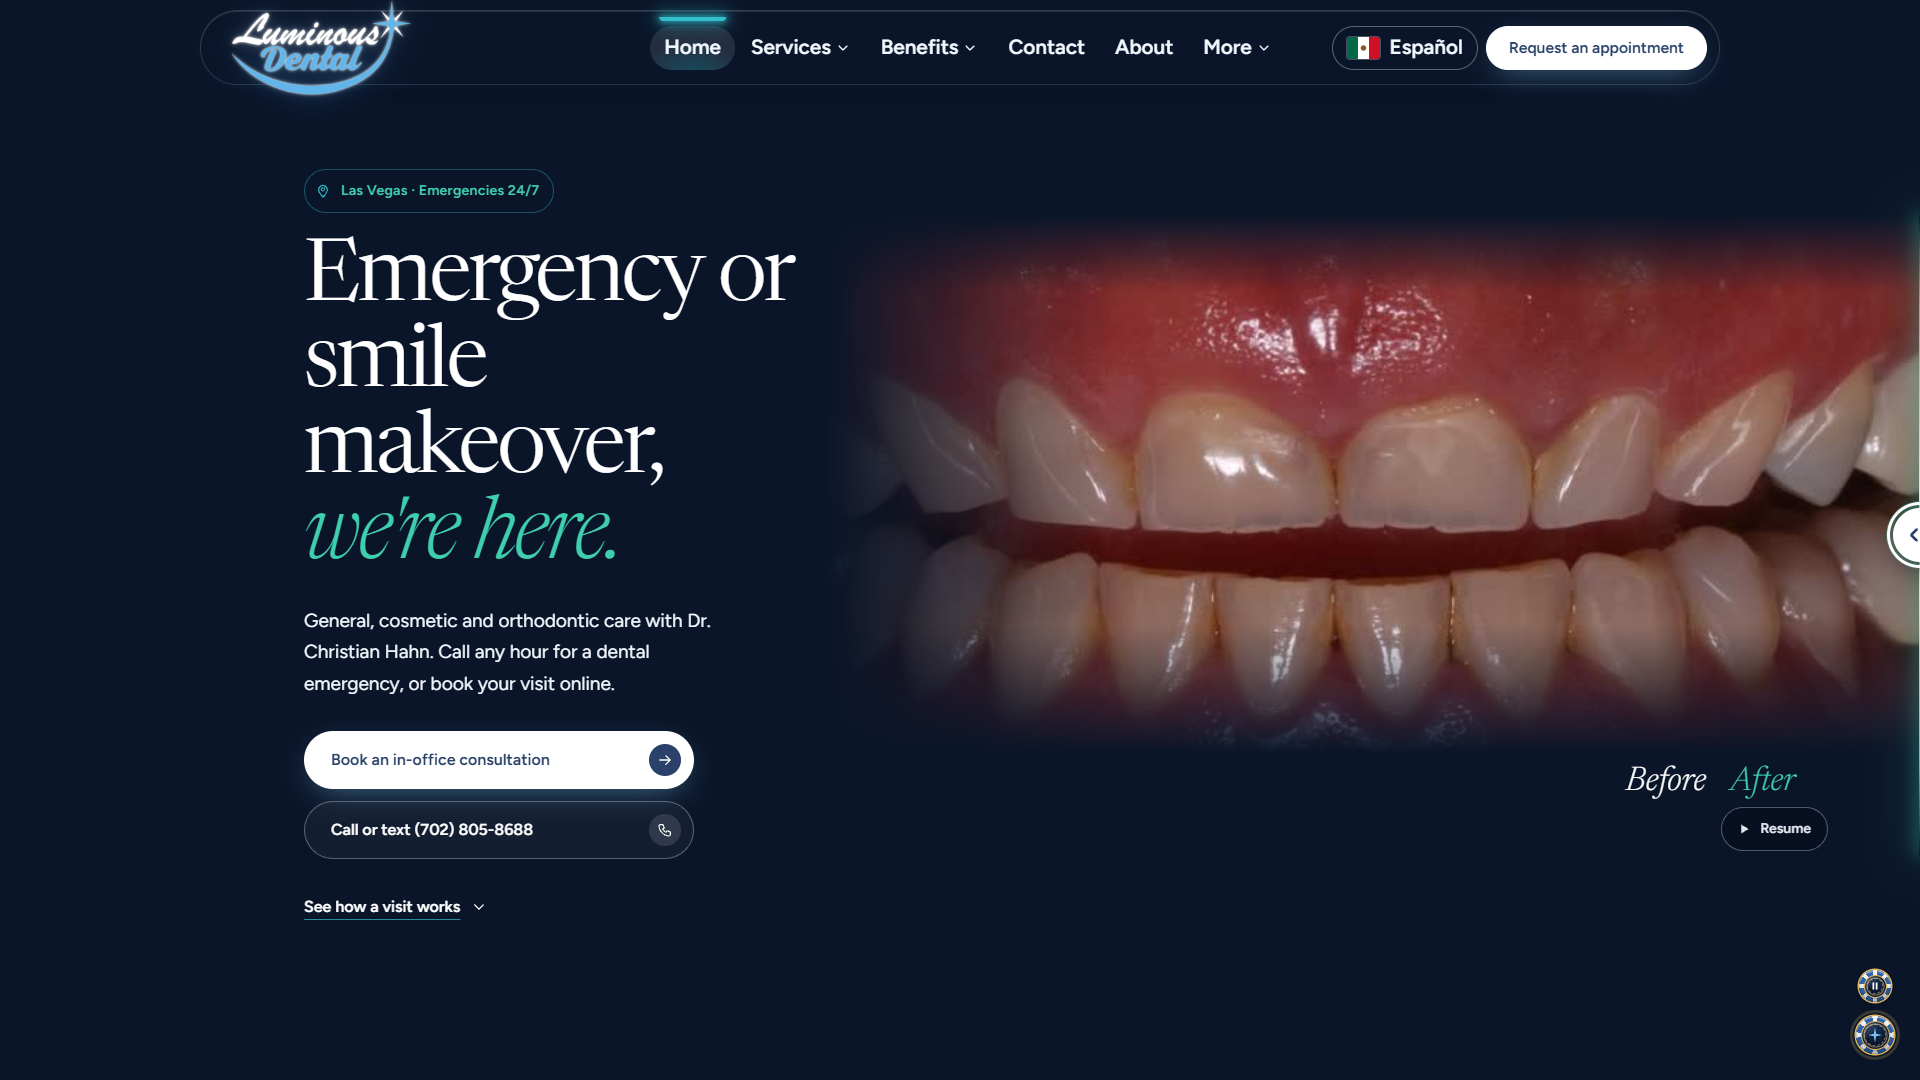 Luminous
Dental
Home
Services
Benefits
Contact
About
More
Español
Request an appointment
Las Vegas · Emergencies 24/7
Emergency or
smile
makeover,
we're here.
General, cosmetic and orthodontic care with Dr.
Christian Hahn. Call any hour for a dental
emergency, or book your visit online.
Book an in-office consultation
Call or text (702) 805-8688
See how a visit works
Before After
Resume